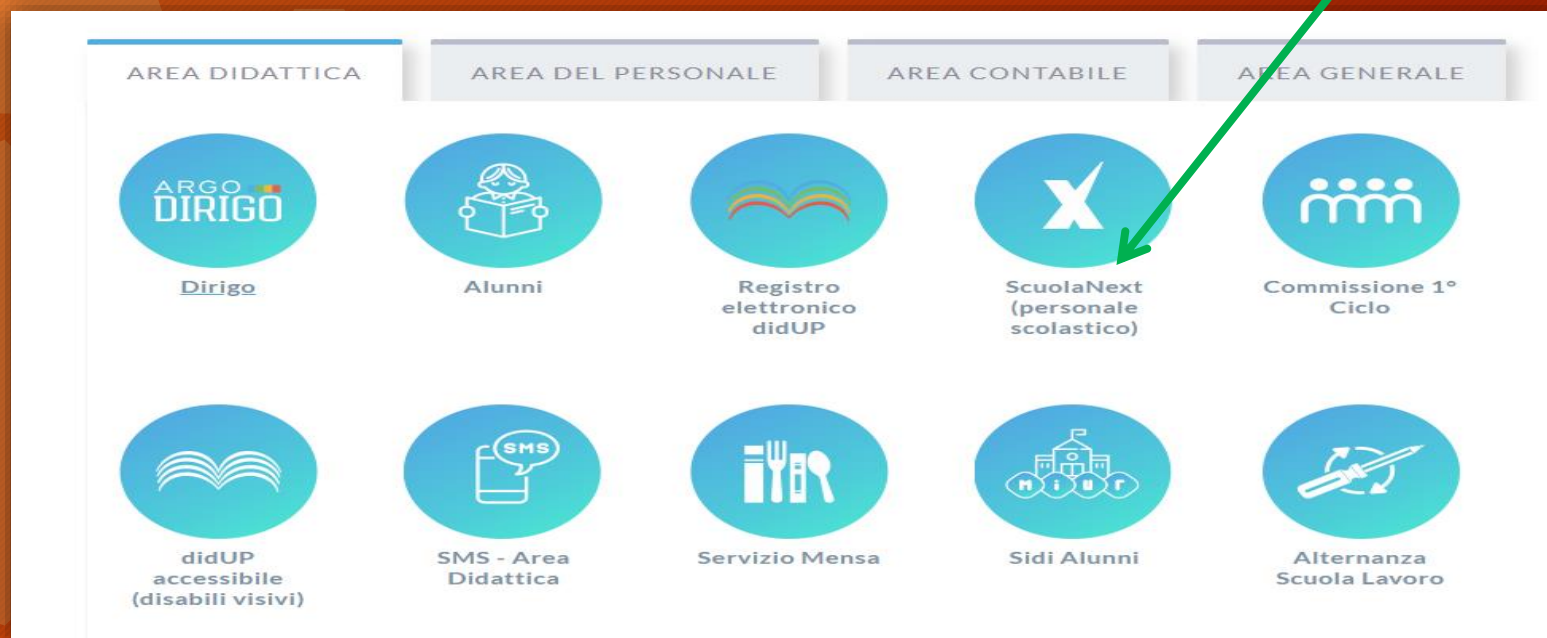 AREA DIDATTICA
AREA DEL PERSONALE
AREA CONTABILE
AREA GENERALE
ARGO
DIRIGO
Dirigo
Alunni
Registro
elettronico
didUP
X
ScuolaNext
(personale
scolastico)
Commissione 1°
Ciclo
didUP
accessibile
(disabili visivi)
SMS
SMS - Area
Didattica
Servizio Mensa
MiUr
Sidi Alunni
Alternanza
Scuola Lavoro